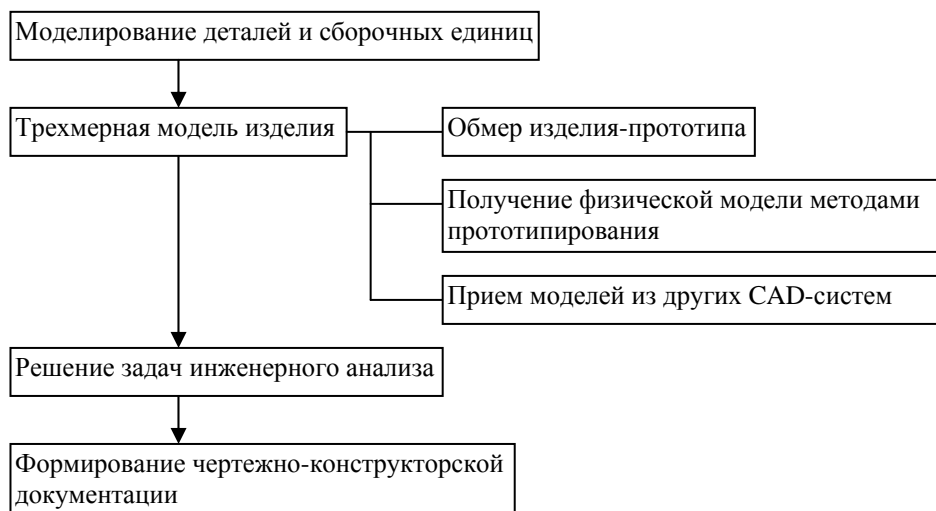 Моделирование деталей и сборочных единиц
Трехмерная модель изделия
Обмер изделия-прототипа
Получение физической модели методами
прототипирования
Прием моделей из других CAD-систем
Решение задач инженерного анализа
Формирование чертежно-конструкторской
документации